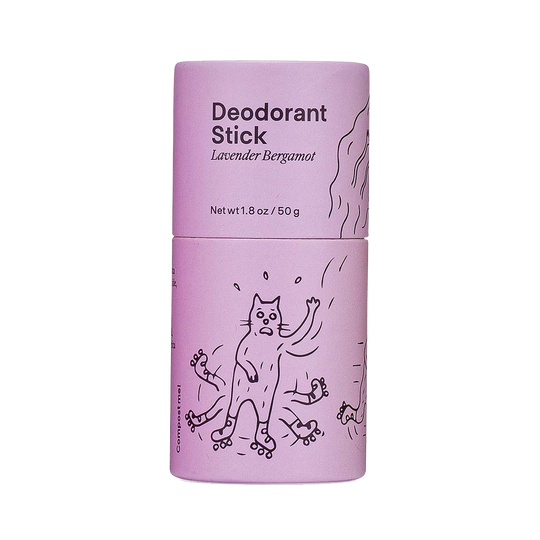 Deodorant
Stick
Lavender Bergamot
Net wt 1.8 oz / 50 g
Compost me!